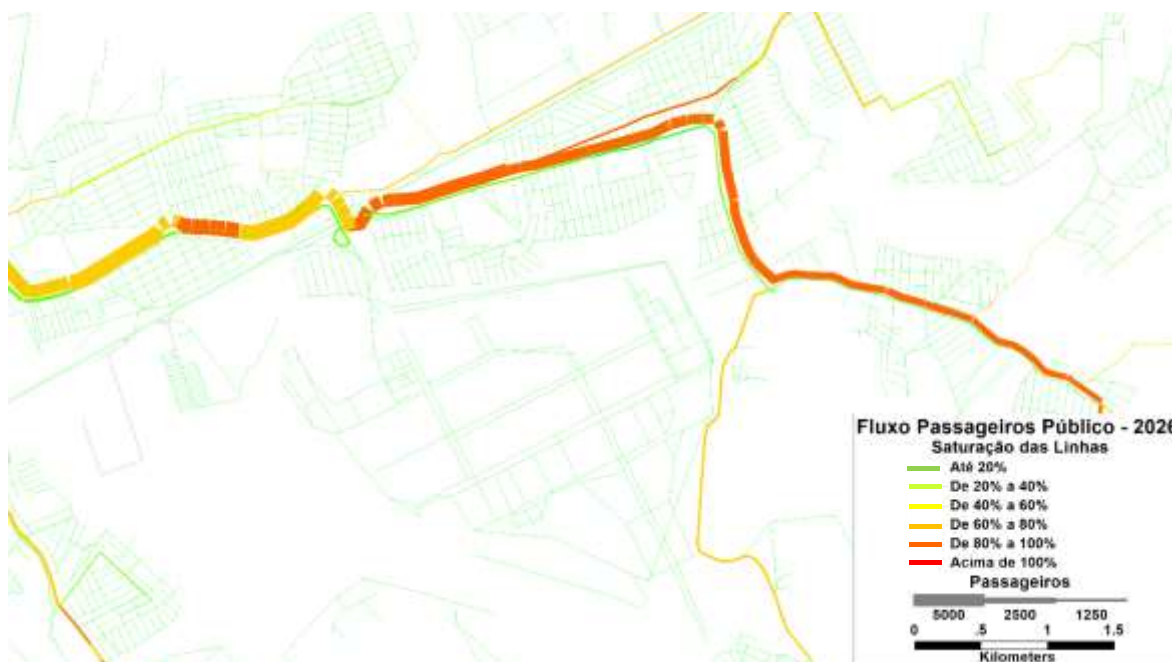 Fluxo Passageiros Público - 2026
Saturação das Linhas
Até 20%
De 20% a 40%
De 40% a 60%
De 60% a 80%
De 80% a 100%
Acima de 100%
Passageiros
5000 2500 1250
0 .5 1 1.5
Kilometers